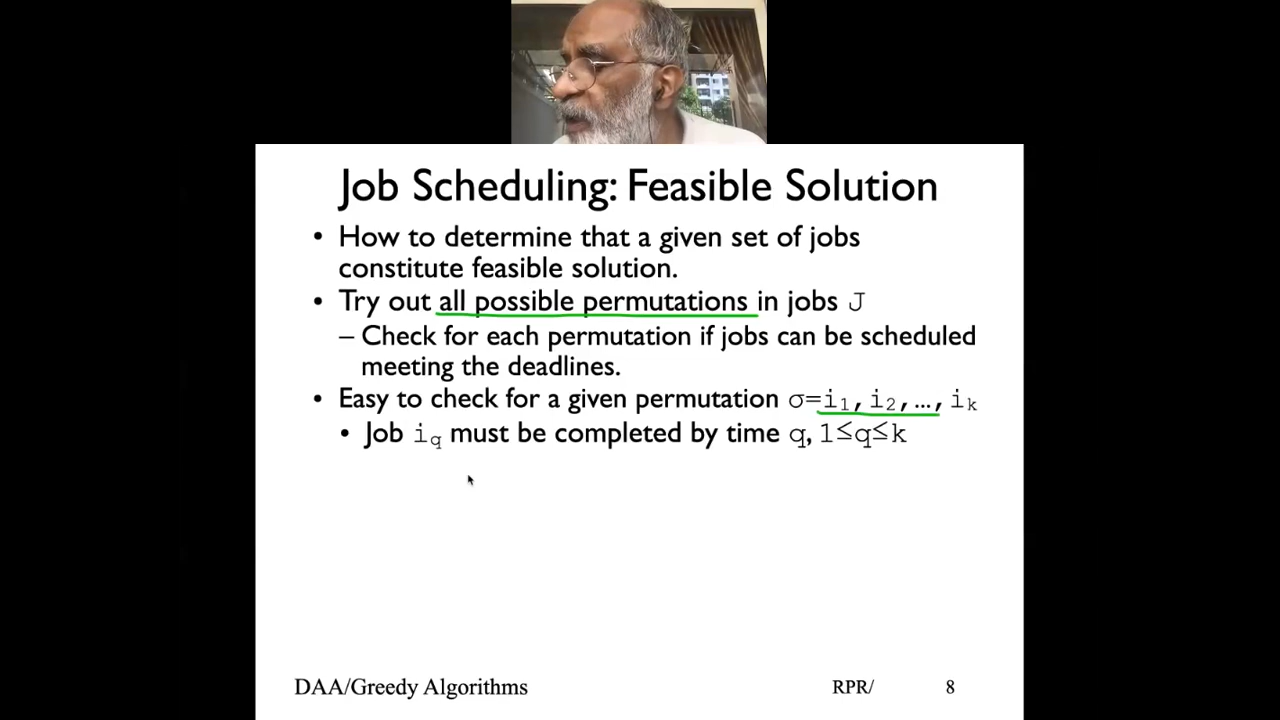 Job Scheduling: Feasible Solution
• How to determine that a given set of jobs
constitute feasible solution.
• Try out all possible permutations in jobs J
– Check for each permutation if jobs can be scheduled
meeting the deadlines.
• Easy to check for a given permutation σ=i₁,i₂,…,iₖ
• Job i_q must be completed by time q, 1≤q≤k
DAA/Greedy Algorithms
RPR/
8